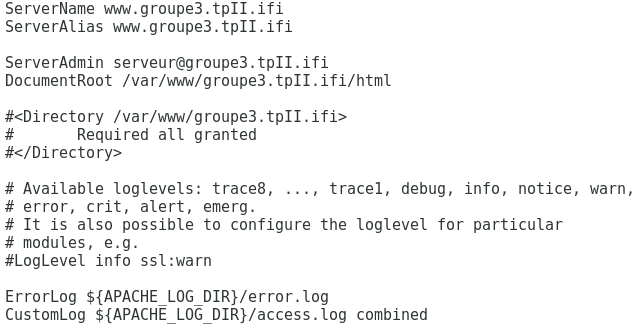 ServerName www.groupe3.tpII.ifi
ServerAlias www.groupe3.tpII.ifi
ServerAdmin serveur@groupe3.tpII.ifi
DocumentRoot /var/www/groupe3.tpII.ifi/html
#<Directory /var/www/groupe3.tpII.ifi>
#       Required all granted
#</Directory>
# Available loglevels: trace8, ..., trace1, debug, info, notice, warn,
# error, crit, alert, emerg.
# It is also possible to configure the loglevel for particular
# modules, e.g.
#LogLevel info ssl:warn
ErrorLog ${APACHE_LOG_DIR}/error.log
CustomLog ${APACHE_LOG_DIR}/access.log combined